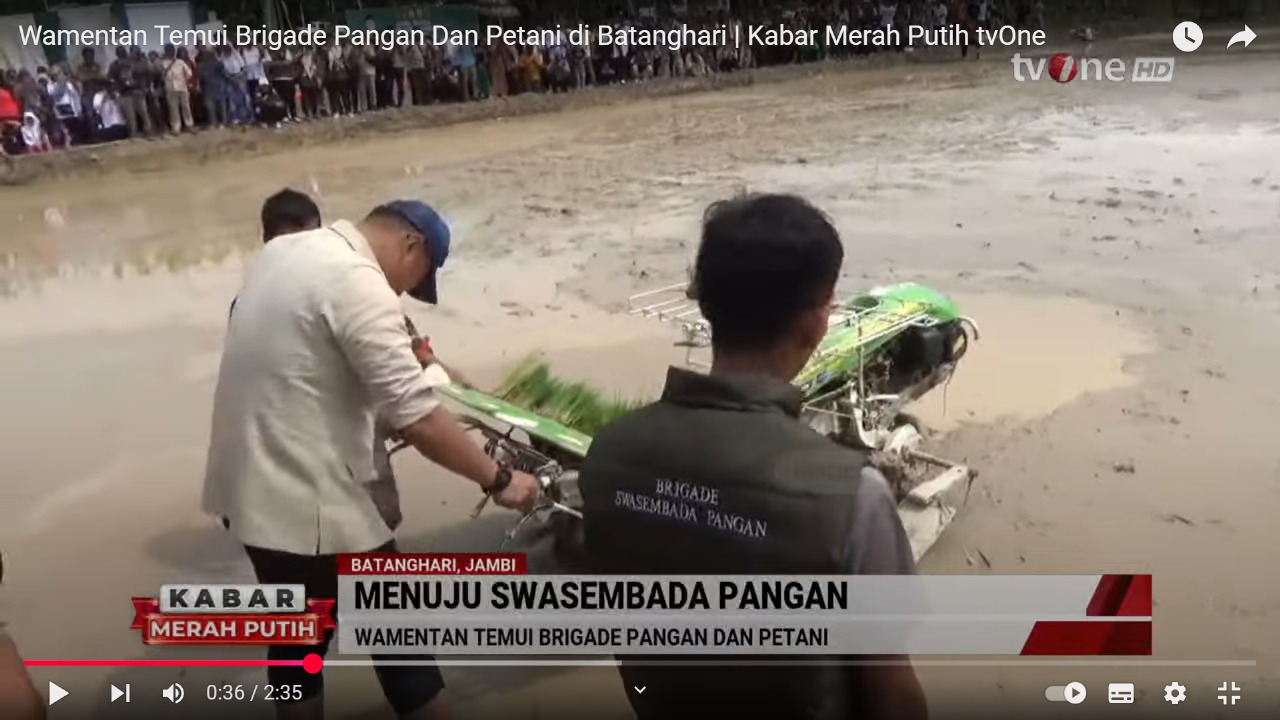 Wamentan Temui Brigade Pangan Dan Petani di Batanghari | Kabar Merah Putih tvOne
tvOne HD
BRIGADE
SWASEMBADA PANGAN
BATANGHARI, JAMBI
KABAR
MERAH PUTIH
MENUJU SWASEMBADA PANGAN
WAMENTAN TEMUI BRIGADE PANGAN DAN PETANI
0:36 / 2:35